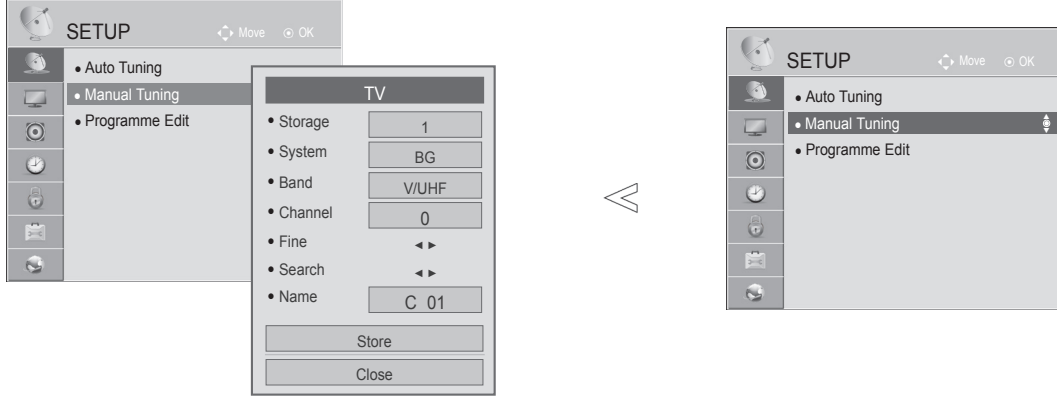 SETUP
Move OK
• Auto Tuning
• Manual Tuning
• Programme Edit
TV
• Storage 1
• System BG
• Band V/UHF
• Channel 0
• Fine ◄ ►
• Search ◄ ►
• Name C 01
Store
Close
SETUP
Move OK
• Auto Tuning
• Manual Tuning
• Programme Edit